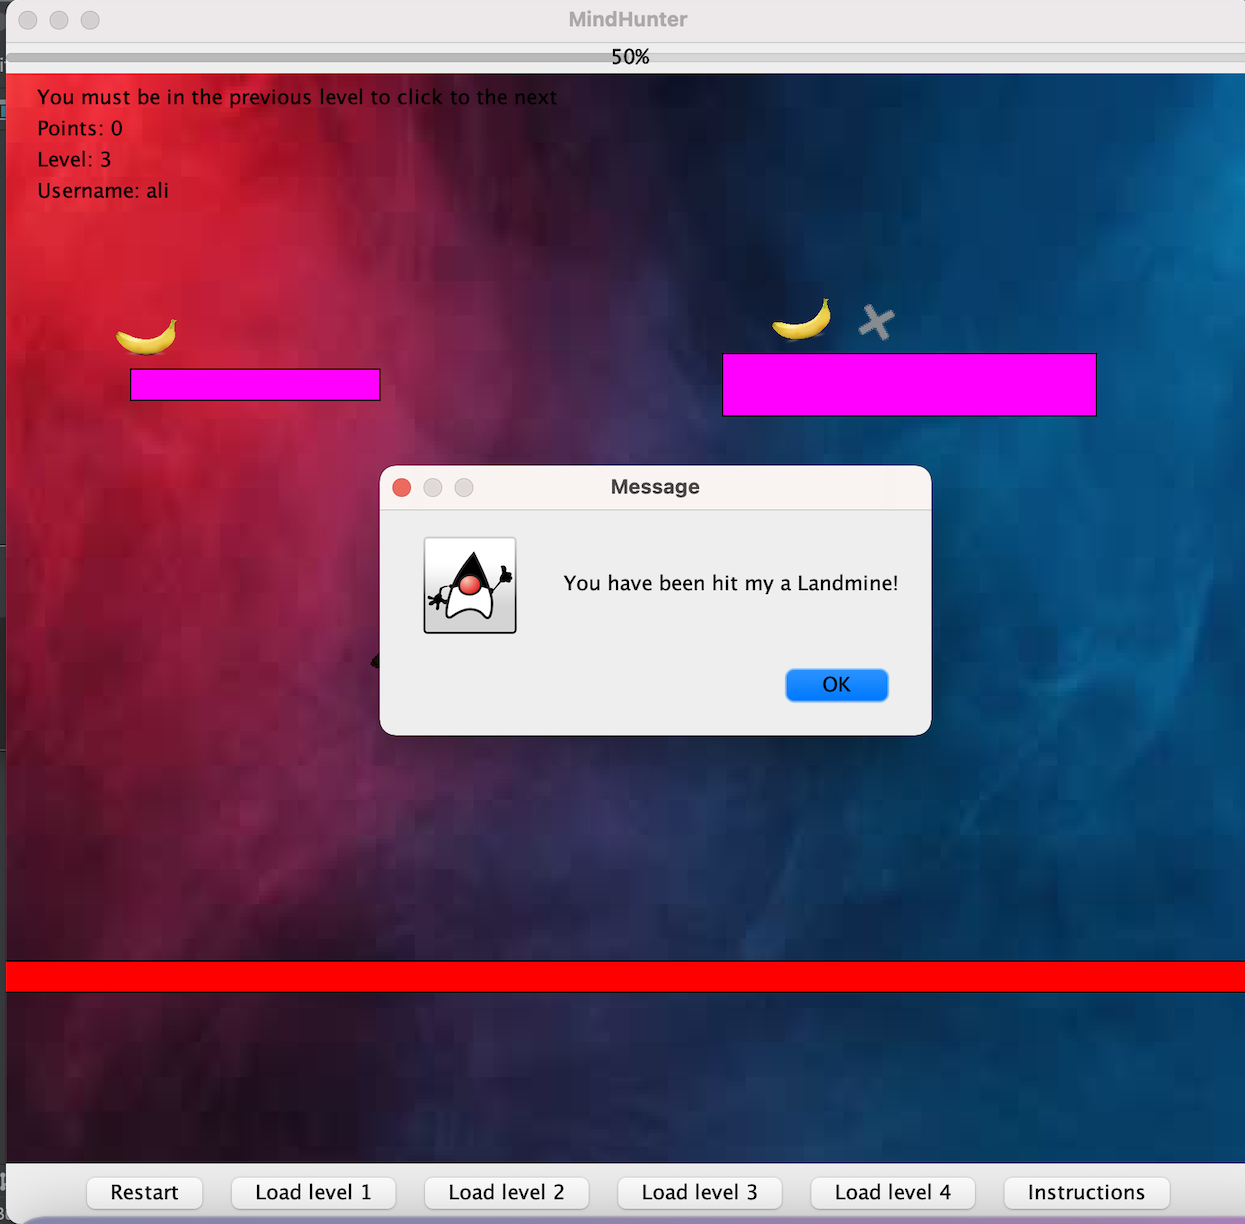 MindHunter
50%
You must be in the previous level to click to the next
Points: 0
Level: 3
Username: ali
Message
You have been hit my a Landmine!
OK
Restart
Load level 1
Load level 2
Load level 3
Load level 4
Instructions